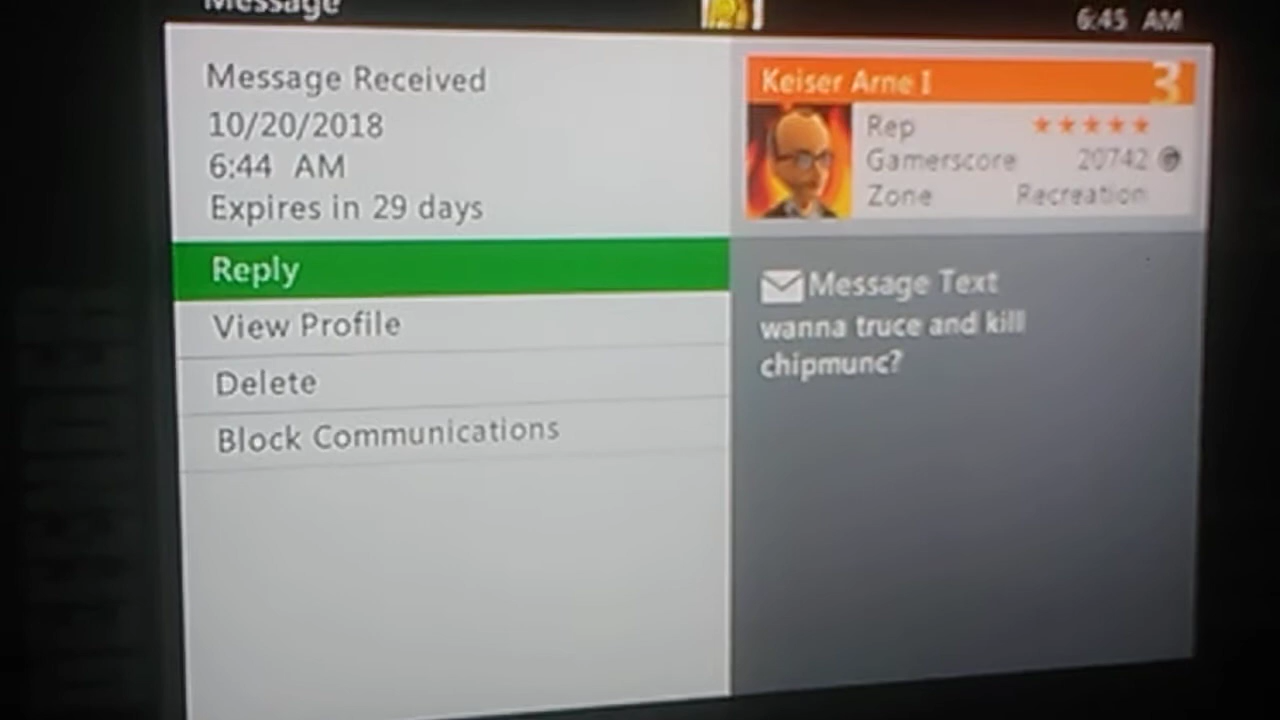 Message
6:45 AM
Message Received
10/20/2018
6:44 AM
Expires in 29 days
Reply
View Profile
Delete
Block Communications
Keiser Arne I
3
Rep ★★★★★
Gamerscore 20742
Zone Recreation
Message Text
wanna truce and kill
chipmunc?